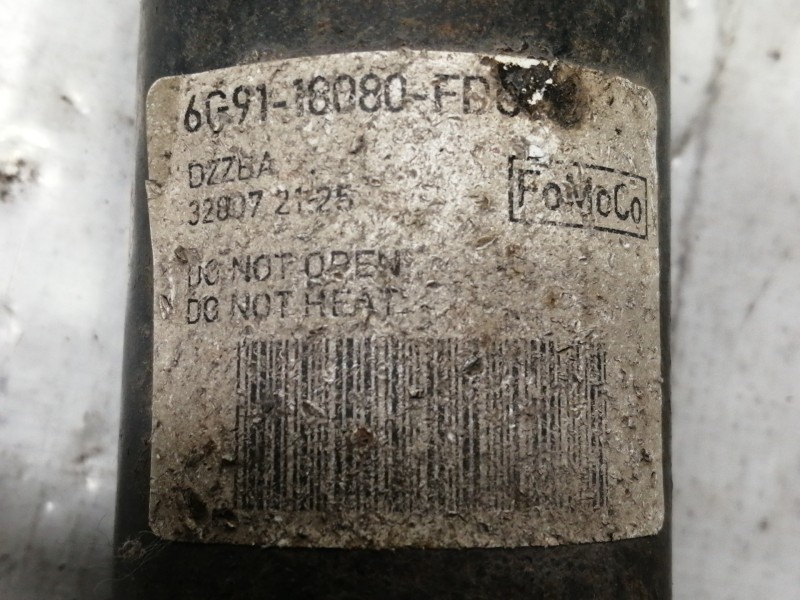 6G91-18080-FB
DZZBA
FoMoCo
32807 21:25
DO NOT OPEN
DO NOT HEAT